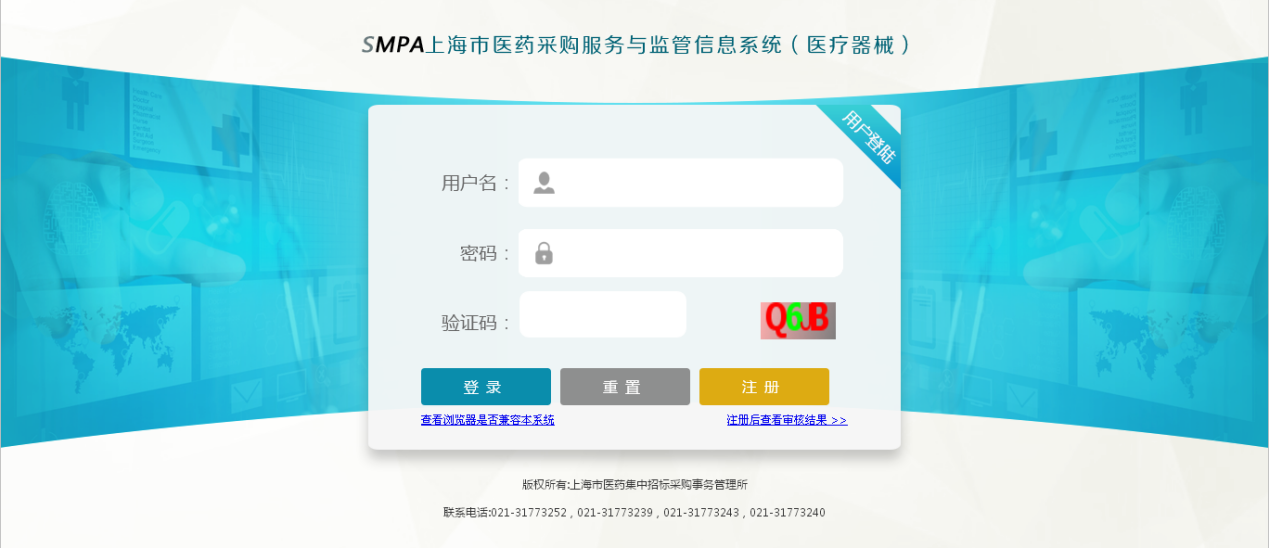 SMPA上海市医药采购服务与监管信息系统（医疗器械）
用户登陆
用户名：
密码：
验证码：
Q6JB
登录 重置 注册
查看浏览器是否兼容本系统 注册后查看审核结果 >>
版权所有:上海市医药集中招标采购事务管理所
联系电话:021-31773252，021-31773239，021-31773243，021-31773240